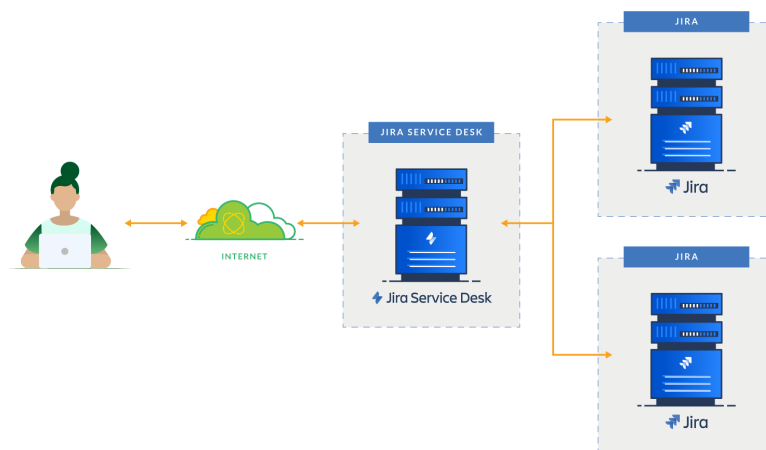 JIRA
Jira
JIRA SERVICE DESK
INTERNET
Jira Service Desk
JIRA
Jira